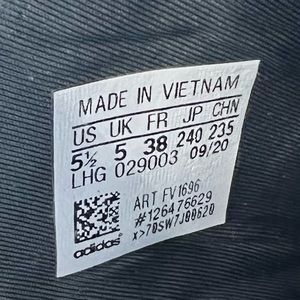 MADE IN VIETNAM
US UK FR JP CHN
5½ 5 38 240 235
LHG 029003 09/20
ART FV1696
#126476629
x>70SW7J00620
adidas